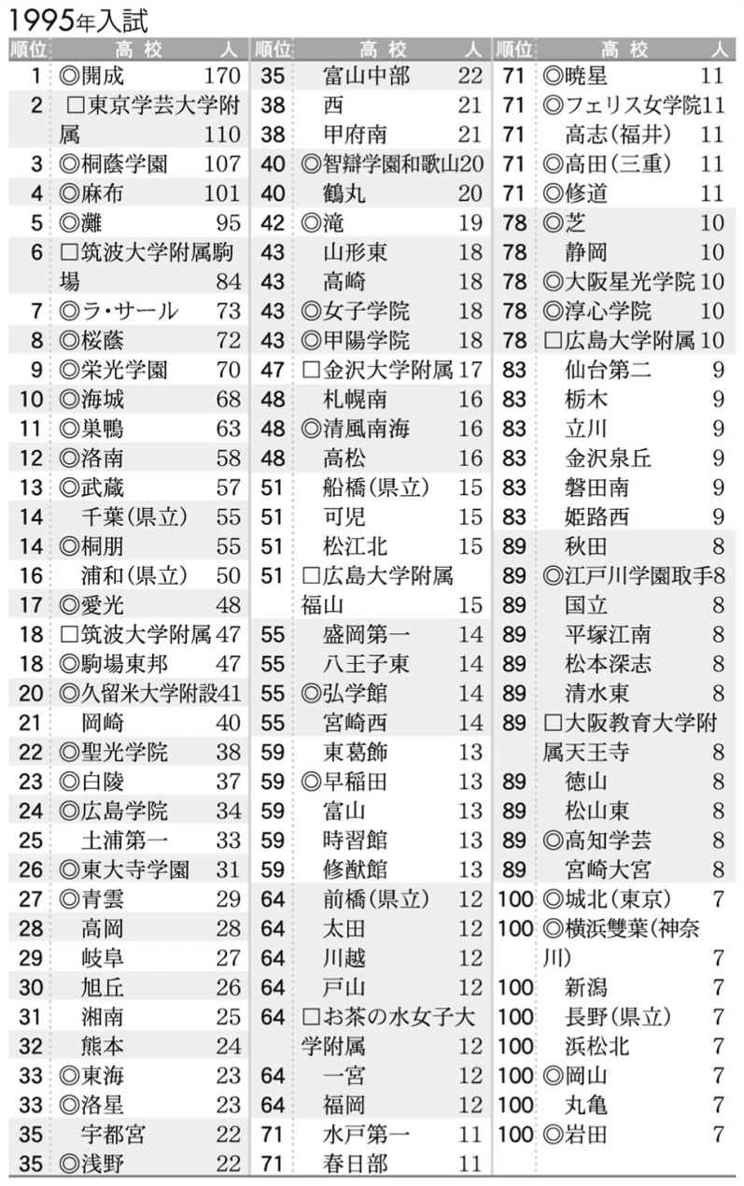 1995年入試
順位 高校 人
1 ◎開成 170
2 □東京学芸大学附
属 110
3 ◎桐蔭学園 107
4 ◎麻布 101
5 ◎灘 95
6 □筑波大学附属駒
場 84
7 ◎ラ・サール 73
8 ◎桜蔭 72
9 ◎栄光学園 70
10 ◎海城 68
11 ◎巣鴨 63
12 ◎洛南 58
13 ◎武蔵 57
14 千葉(県立) 55
14 ◎桐朋 55
16 浦和(県立) 50
17 ◎愛光 48
18 □筑波大学附属 47
18 ◎駒場東邦 47
20 ◎久留米大学附設 41
21 岡崎 40
22 ◎聖光学院 38
23 ◎白陵 37
24 ◎広島学院 34
25 土浦第一 33
26 ◎東大寺学園 31
27 ◎青雲 29
28 高岡 28
29 岐阜 27
30 旭丘 26
31 湘南 25
32 熊本 24
33 ◎東海 23
33 ◎洛星 23
35 宇都宮 22
35 ◎浅野 22
順位 高校 人
35 富山中部 22
38 西 21
38 甲府南 21
40 ◎智辯学園和歌山 20
40 鶴丸 20
42 ◎滝 19
43 山形東 18
43 高崎 18
43 ◎女子学院 18
43 ◎甲陽学院 18
47 □金沢大学附属 17
48 札幌南 16
48 ◎清風南海 16
48 高松 16
51 船橋(県立) 15
51 可児 15
51 松江北 15
51 □広島大学附属
福山 15
55 盛岡第一 14
55 八王子東 14
55 ◎弘学館 14
55 宮崎西 14
59 東葛飾 13
59 ◎早稲田 13
59 富山 13
59 時習館 13
59 修猷館 13
64 前橋(県立) 12
64 太田 12
64 川越 12
64 戸山 12
64 □お茶の水女子大
学附属 12
64 一宮 12
64 福岡 12
71 水戸第一 11
71 春日部 11
順位 高校 人
71 ◎暁星 11
71 ◎フェリス女学院 11
71 高志(福井) 11
71 ◎高田(三重) 11
71 ◎修道 11
78 ◎芝 10
78 静岡 10
78 ◎大阪星光学院 10
78 ◎淳心学院 10
78 □広島大学附属 10
83 仙台第二 9
83 栃木 9
83 立川 9
83 金沢泉丘 9
83 磐田南 9
83 姫路西 9
89 秋田 8
89 ◎江戸川学園取手 8
89 国立 8
89 平塚江南 8
89 松本深志 8
89 清水東 8
89 □大阪教育大学附
属天王寺 8
89 徳山 8
89 松山東 8
89 ◎高知学芸 8
89 宮崎大宮 8
100 ◎城北(東京) 7
100 ◎横浜雙葉(神奈
川) 7
100 新潟 7
100 長野(県立) 7
100 浜松北 7
100 ◎岡山 7
100 丸亀 7
100 ◎岩田 7